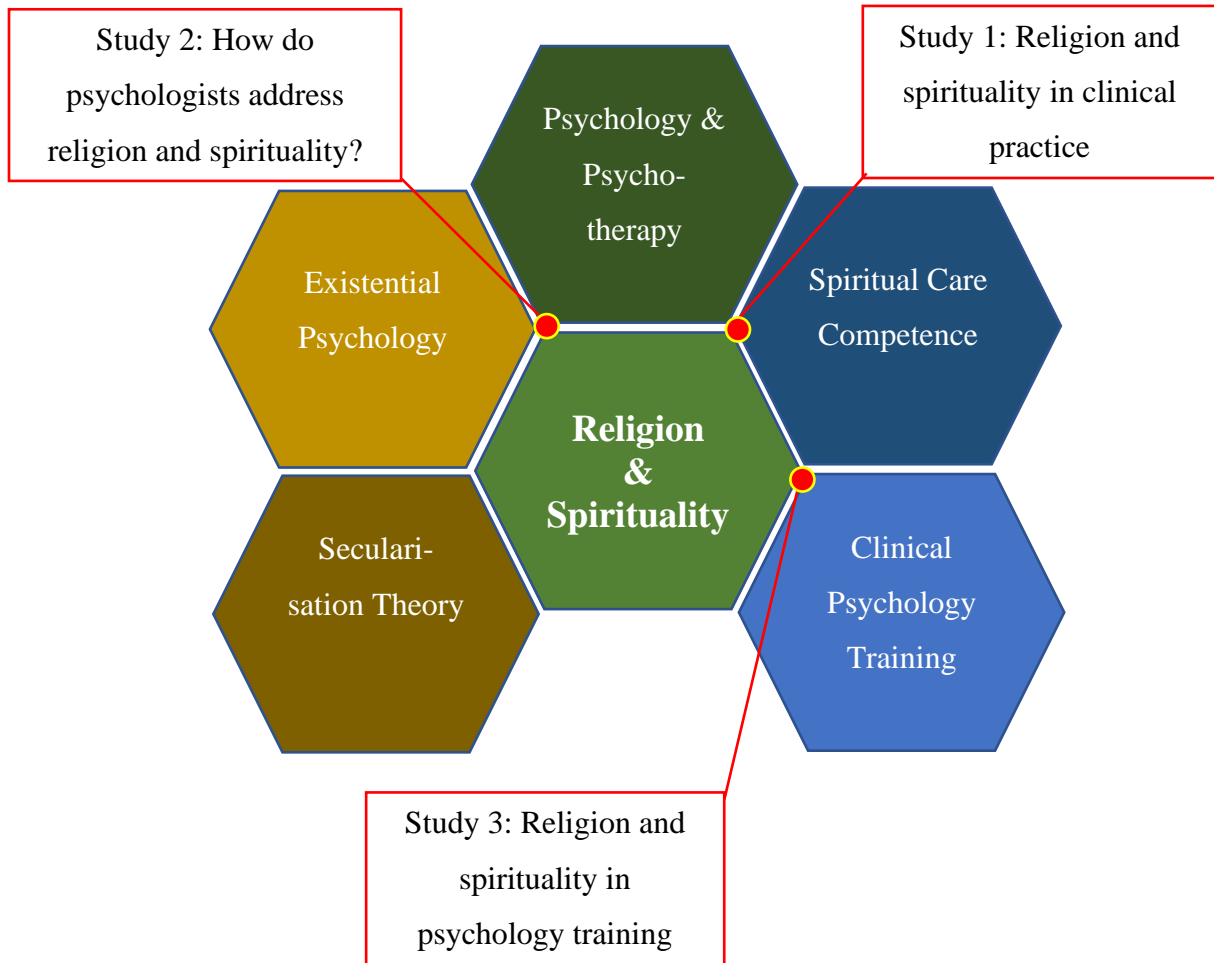 Study 2: How do
psychologists address
religion and spirituality?
Study 1: Religion and
spirituality in clinical
practice
Psychology &
Psycho-
therapy
Existential
Psychology
Spiritual Care
Competence
Religion
&
Spirituality
Seculari-
sation Theory
Clinical
Psychology
Training
Study 3: Religion and
spirituality in
psychology training